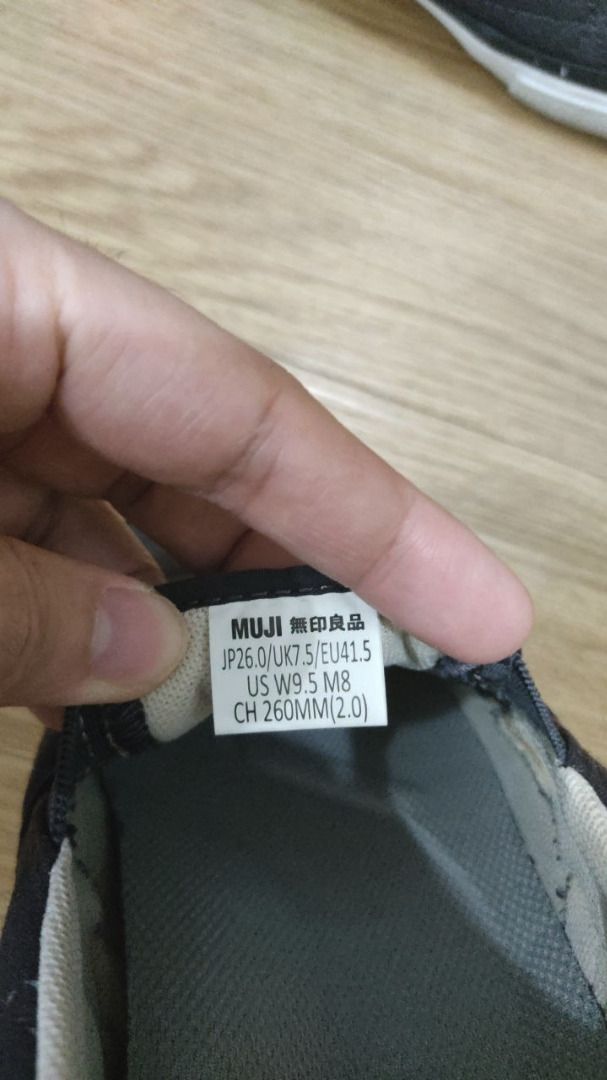 MUJI 無印良品
JP26.0/UK7.5/EU41.5
US W9.5 M8
CH 260MM(2.0)